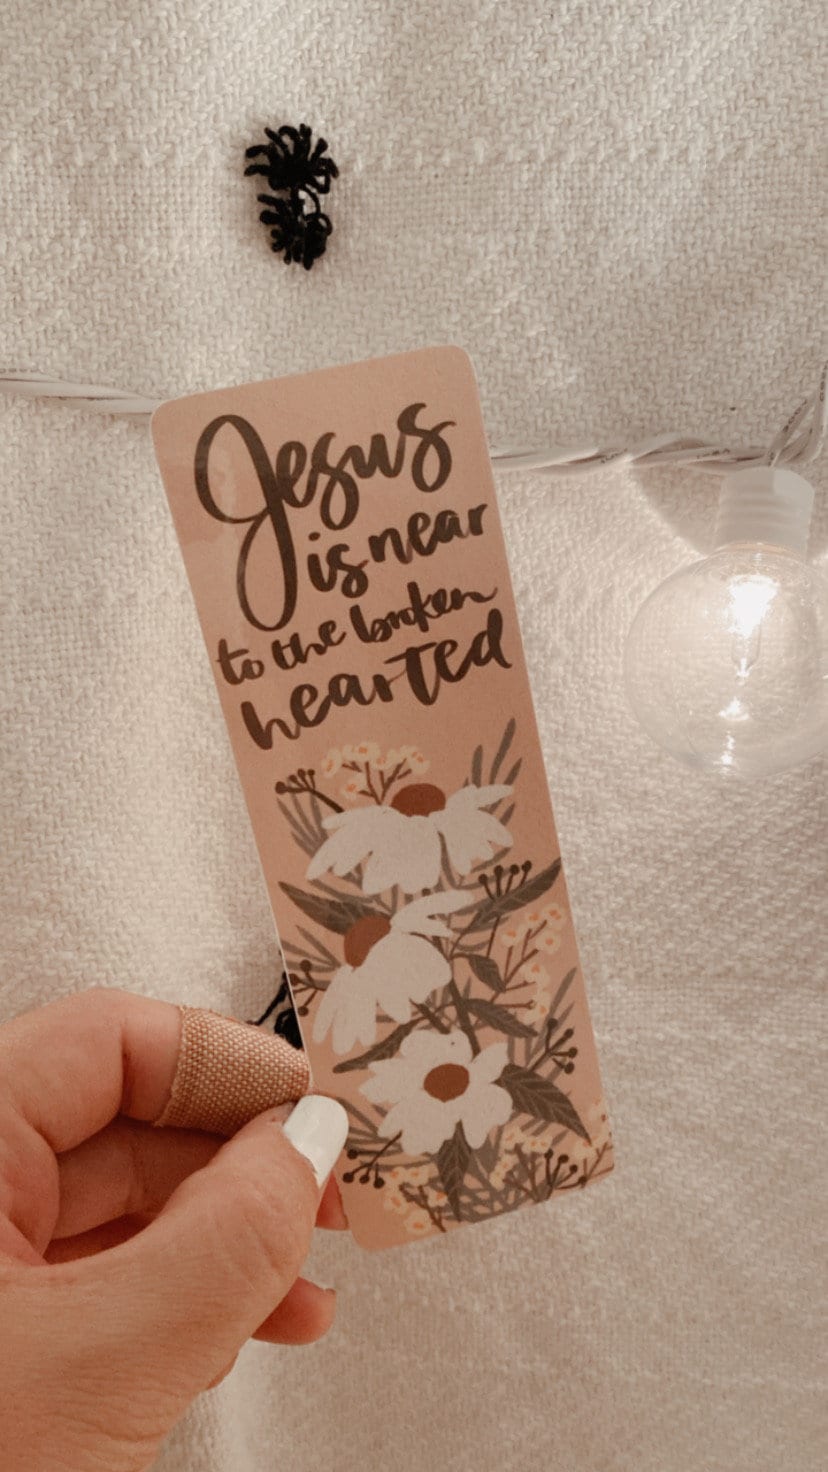 Jesus
is near
to the broken
hearted